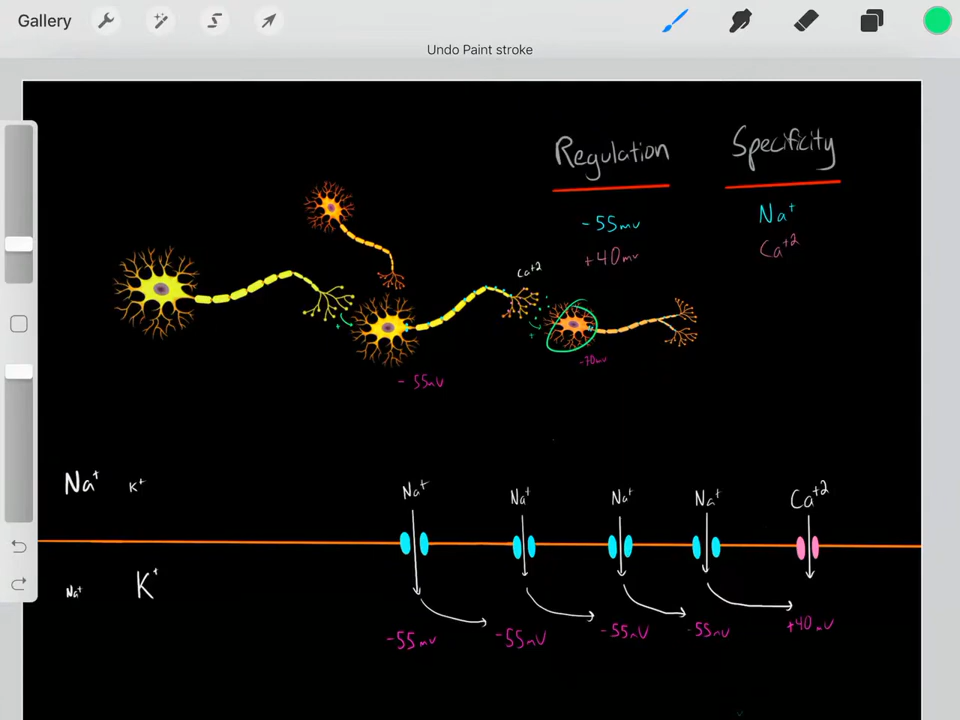 Gallery
Undo Paint stroke
Regulation
Specificity
-55mv
Na+
+40mv
Ca+2
Ca+2
+
+
-70mv
-55mV
Na+ K+
Na+ Na+ Na+ Na+ Ca+2
Na+ K+
-55mv -55mV -55mV -55mV +40mV